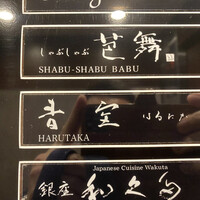 しゃぶしゃぶ 芭舞
SHABU-SHABU BABU
青空 はるたか
HARUTAKA
Japanese Cuisine Wakuta
銀座 和久多